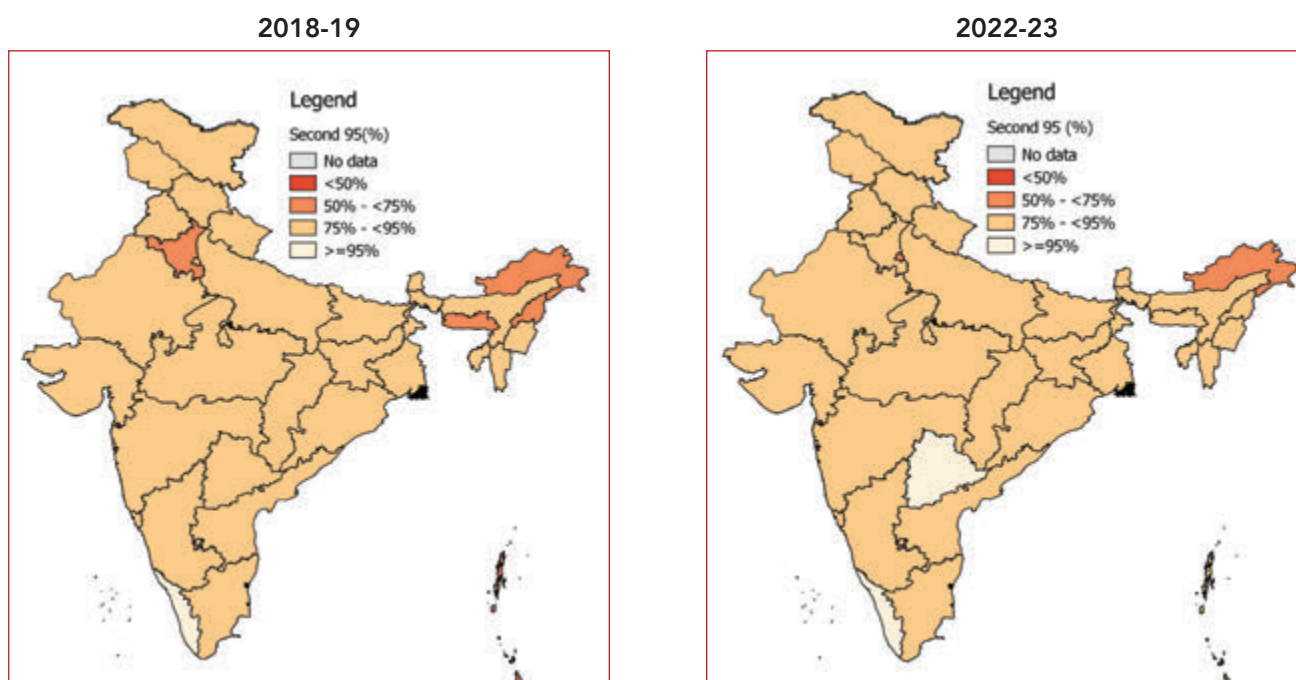 2018-19
Legend
Second 95(%)
No data
<50%
50% - <75%
75% - <95%
>=95%
2022-23
Legend
Second 95 (%)
No data
<50%
50% - <75%
75% - <95%
>=95%